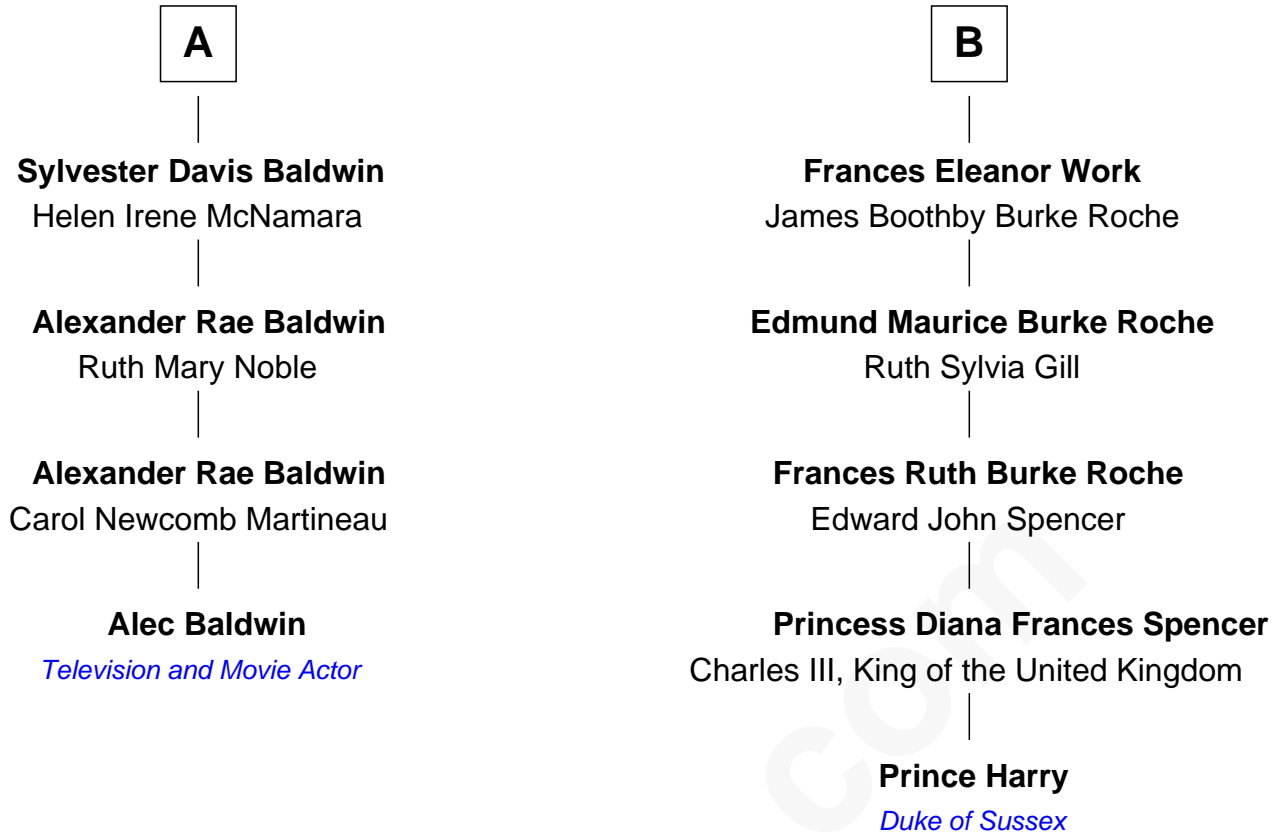 A
Sylvester Davis Baldwin
Helen Irene McNamara
Alexander Rae Baldwin
Ruth Mary Noble
Alexander Rae Baldwin
Carol Newcomb Martineau
Alec Baldwin
Television and Movie Actor
B
Frances Eleanor Work
James Boothby Burke Roche
Edmund Maurice Burke Roche
Ruth Sylvia Gill
Frances Ruth Burke Roche
Edward John Spencer
Princess Diana Frances Spencer
Charles III, King of the United Kingdom
Prince Harry
Duke of Sussex
com